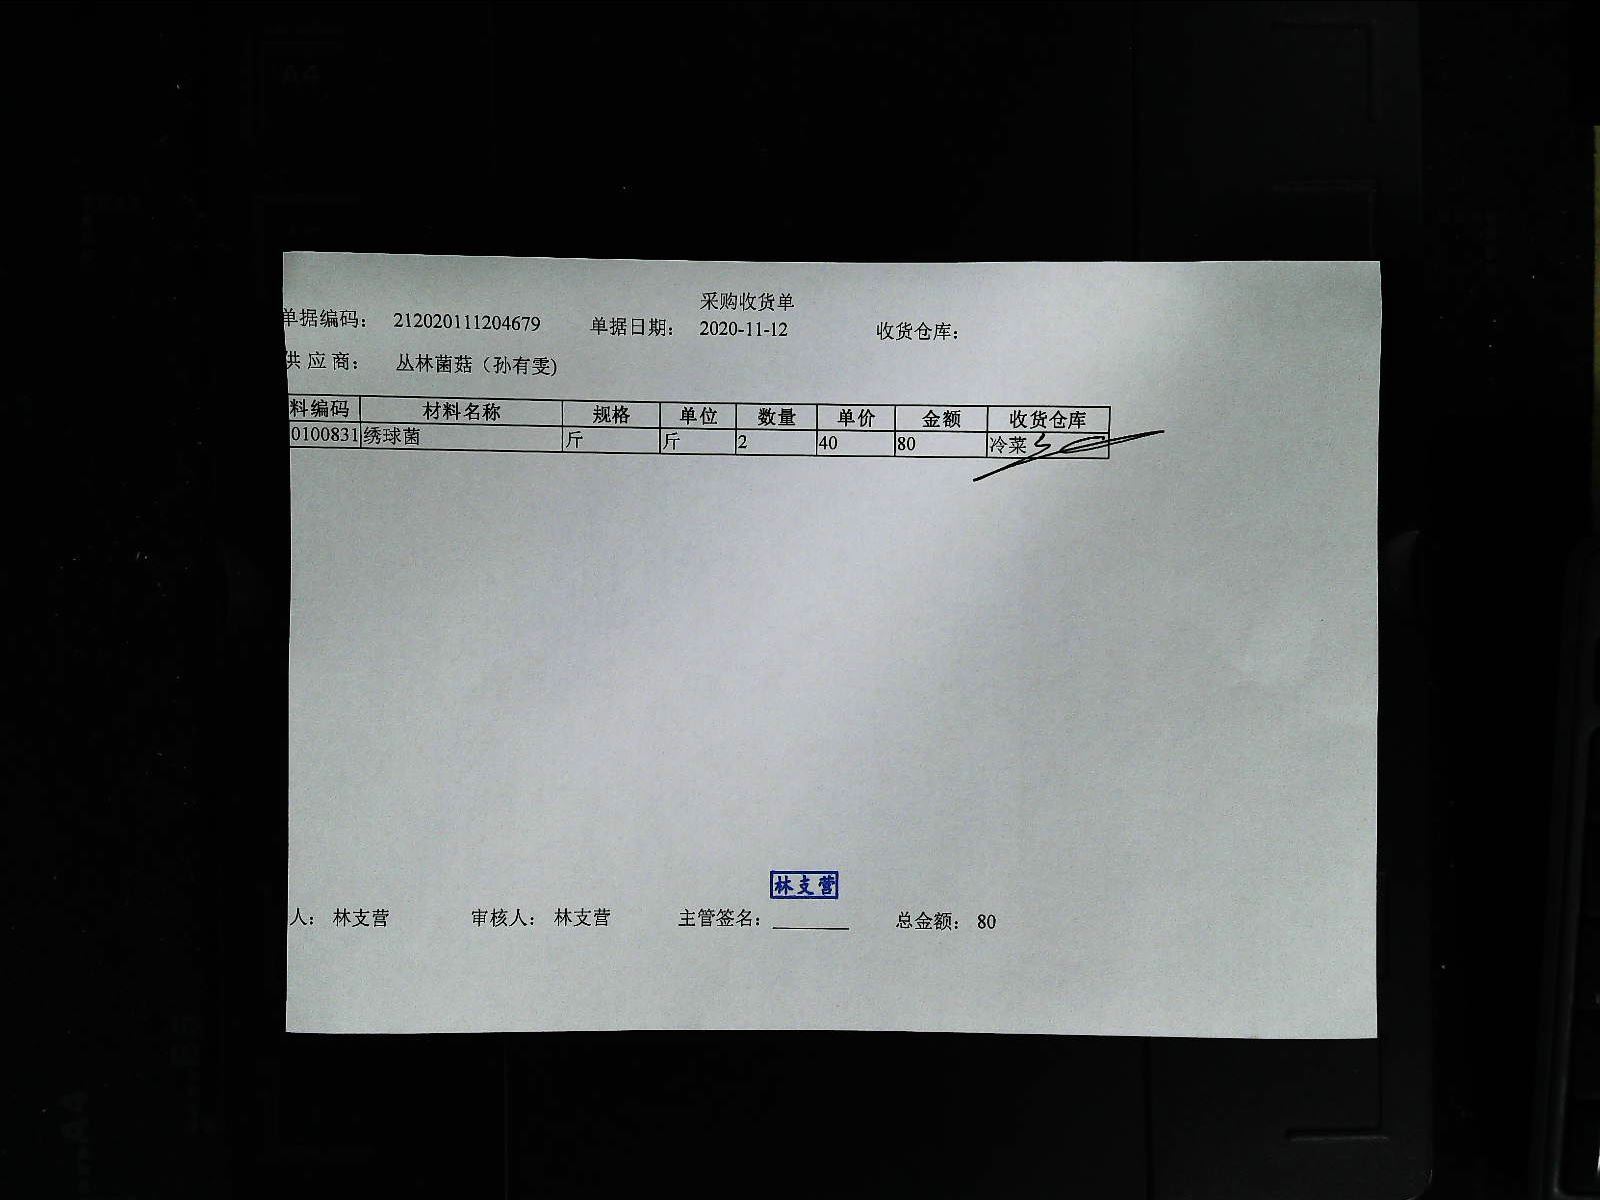 采购收货单
单据编码： 212020111204679 单据日期： 2020-11-12 收货仓库：
供 应 商： 丛林菌菇（孙有雯)
料编码 材料名称 规格 单位 数量 单价 金额 收货仓库
0100831 绣球菌 斤 斤 2 40 80 冷菜
林支营
人： 林支营 审核人： 林支营 主管签名： 总金额： 80